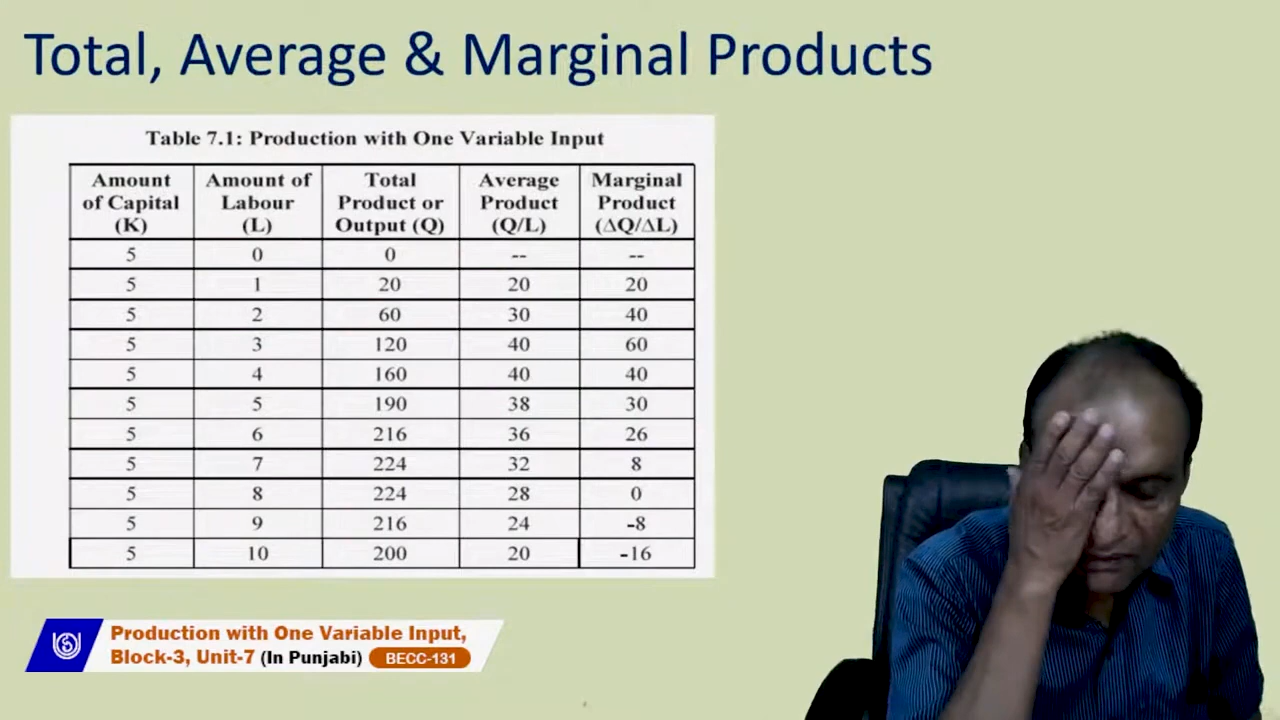 Total, Average & Marginal Products
Table 7.1: Production with One Variable Input
Amount of Capital (K) Amount of Labour (L) Total Product or Output (Q) Average Product (Q/L) Marginal Product (ΔQ/ΔL)
5 0 0 -- --
5 1 20 20 20
5 2 60 30 40
5 3 120 40 60
5 4 160 40 40
5 5 190 38 30
5 6 216 36 26
5 7 224 32 8
5 8 224 28 0
5 9 216 24 -8
5 10 200 20 -16
Production with One Variable Input,
Block-3, Unit-7 (In Punjabi) BECC-131